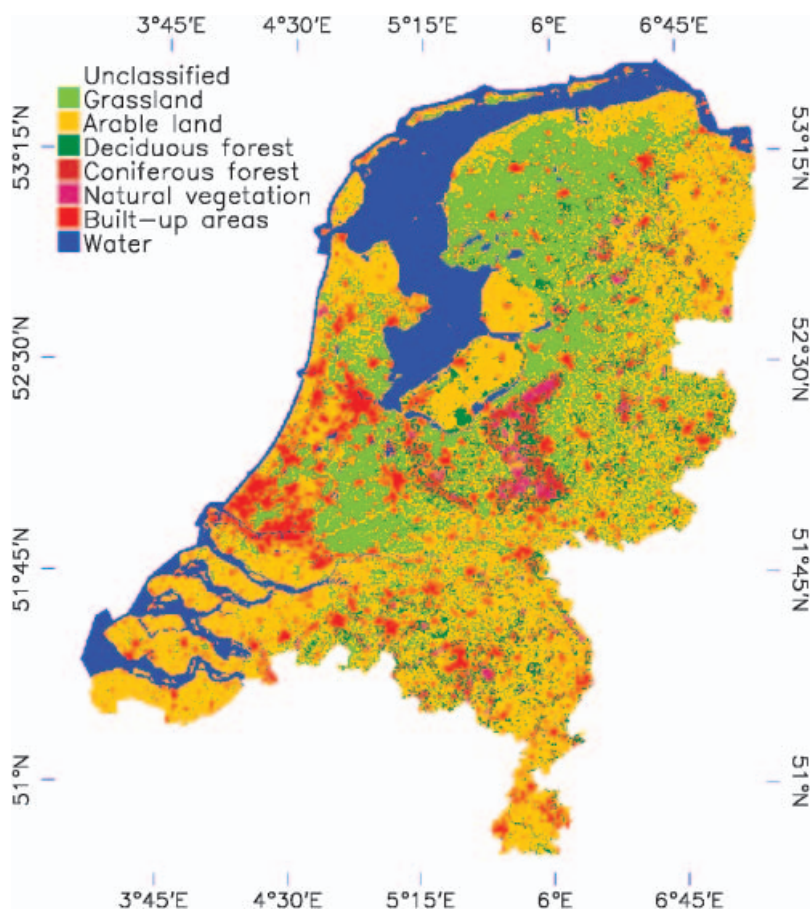 3°45'E 4°30'E 5°15'E 6°E 6°45'E
Unclassified
Grassland
Arable land
Deciduous forest
Coniferous forest
Natural vegetation
Built-up areas
Water
53°15'N
53°15'N
52°30'N
52°30'N
51°45'N
51°45'N
51°N
51°N
3°45'E 4°30'E 5°15'E 6°E 6°45'E